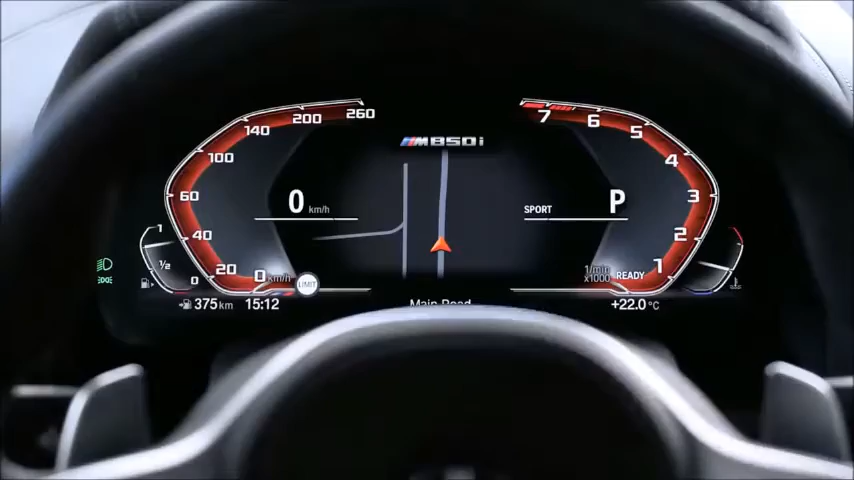 260
200
140
100
60
40
20
0
km/h
M850i
7
6
5
4
3
2
1
1/min
x1000
READY
0 km/h
SPORT
P
1
1/2
0
LIMIT
375 km
15:12
Main Road
+22.0 °C